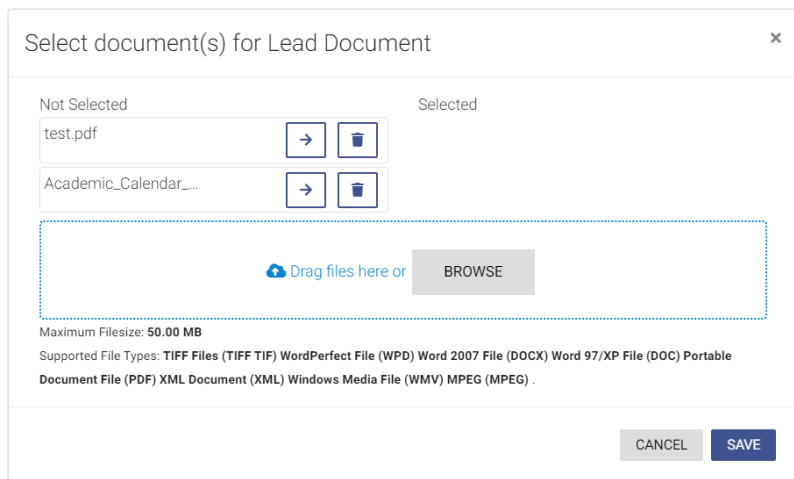 Select document(s) for Lead Document
×
Not Selected
Selected
test.pdf
Academic_Calendar_...
Drag files here or
BROWSE
Maximum Filesize: 50.00 MB
Supported File Types: TIFF Files (TIFF TIF) WordPerfect File (WPD) Word 2007 File (DOCX) Word 97/XP File (DOC) Portable
Document File (PDF) XML Document (XML) Windows Media File (WMV) MPEG (MPEG) .
CANCEL
SAVE